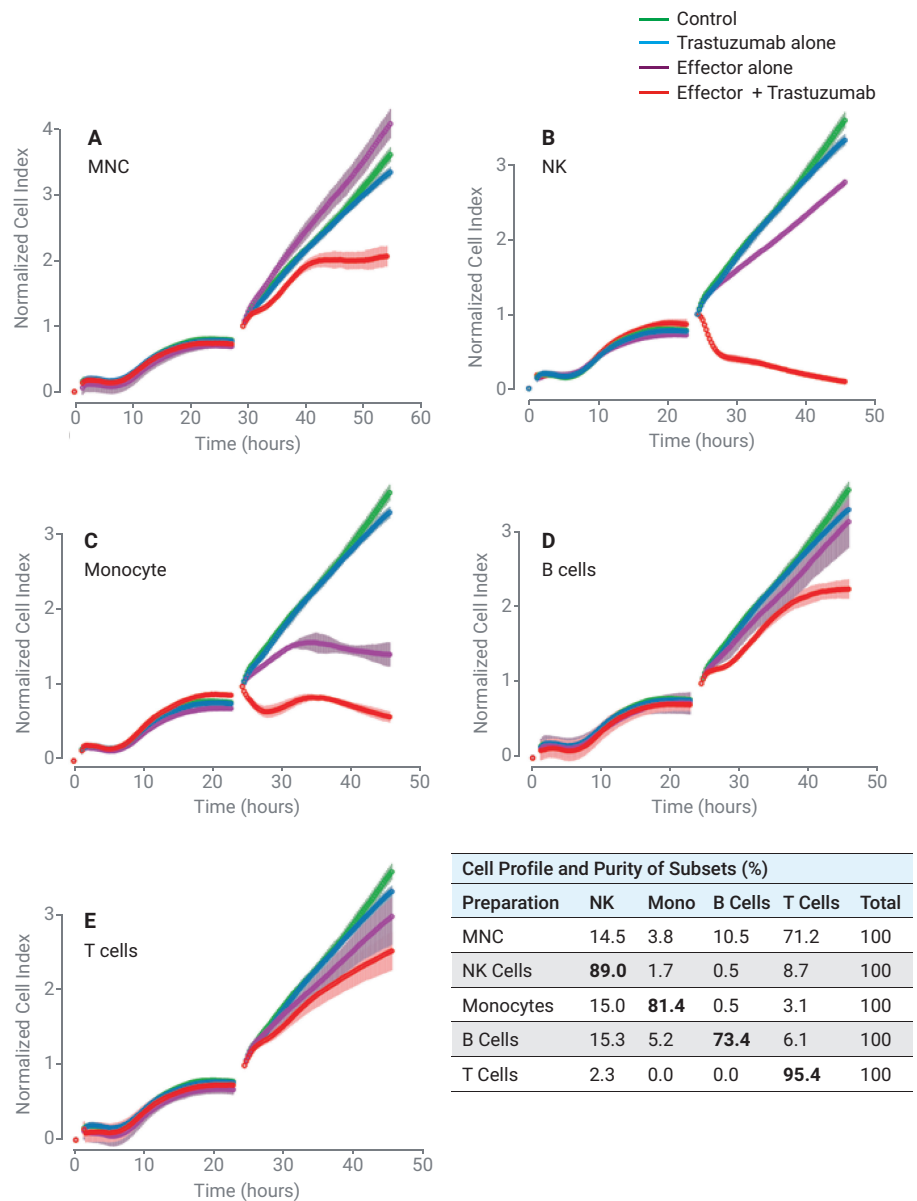 Control
Trastuzumab alone
Effector alone
Effector + Trastuzumab
A
MNC
Normalized Cell Index
4
3
2
1
0
0 10 20 30 40 50 60
Time (hours)
B
NK
Normalized Cell Index
3
2
1
0
0 10 20 30 40 50
Time (hours)
C
Monocyte
Normalized Cell Index
3
2
1
0
0 10 20 30 40 50
Time (hours)
D
B cells
Normalized Cell Index
3
2
1
0
0 10 20 30 40 50
Time (hours)
E
T cells
Normalized Cell Index
3
2
1
0
0 10 20 30 40 50
Time (hours)
Cell Profile and Purity of Subsets (%)
Preparation NK Mono B Cells T Cells Total
MNC 14.5 3.8 10.5 71.2 100
NK Cells 89.0 1.7 0.5 8.7 100
Monocytes 15.0 81.4 0.5 3.1 100
B Cells 15.3 5.2 73.4 6.1 100
T Cells 2.3 0.0 0.0 95.4 100